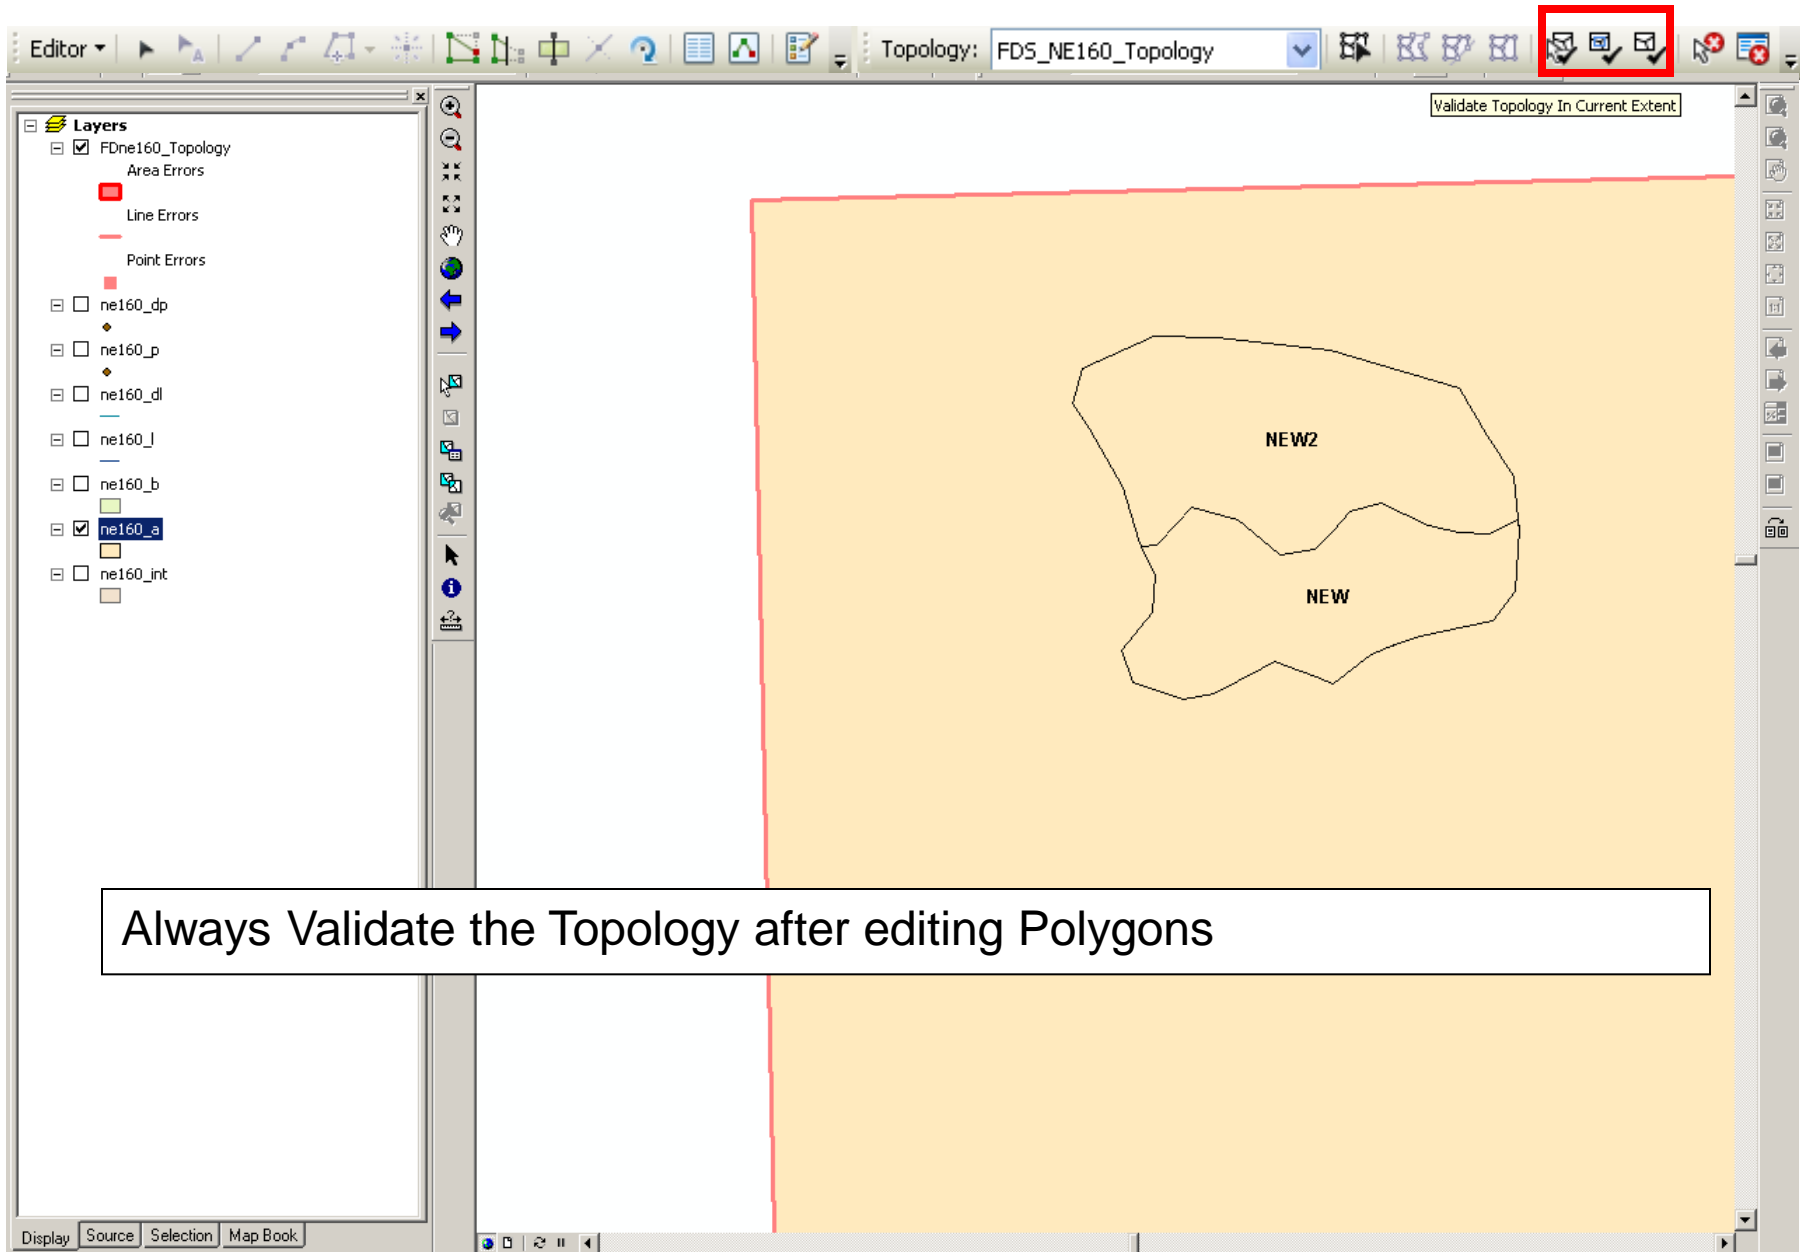 Editor
Topology: FDS_NE160_Topology
Validate Topology In Current Extent
Layers
FDne160_Topology
Area Errors
Line Errors
Point Errors
ne160_dp
ne160_p
ne160_dl
ne160_l
ne160_b
ne160_a
ne160_int
NEW2
NEW
Always Validate the Topology after editing Polygons
Display Source Selection Map Book